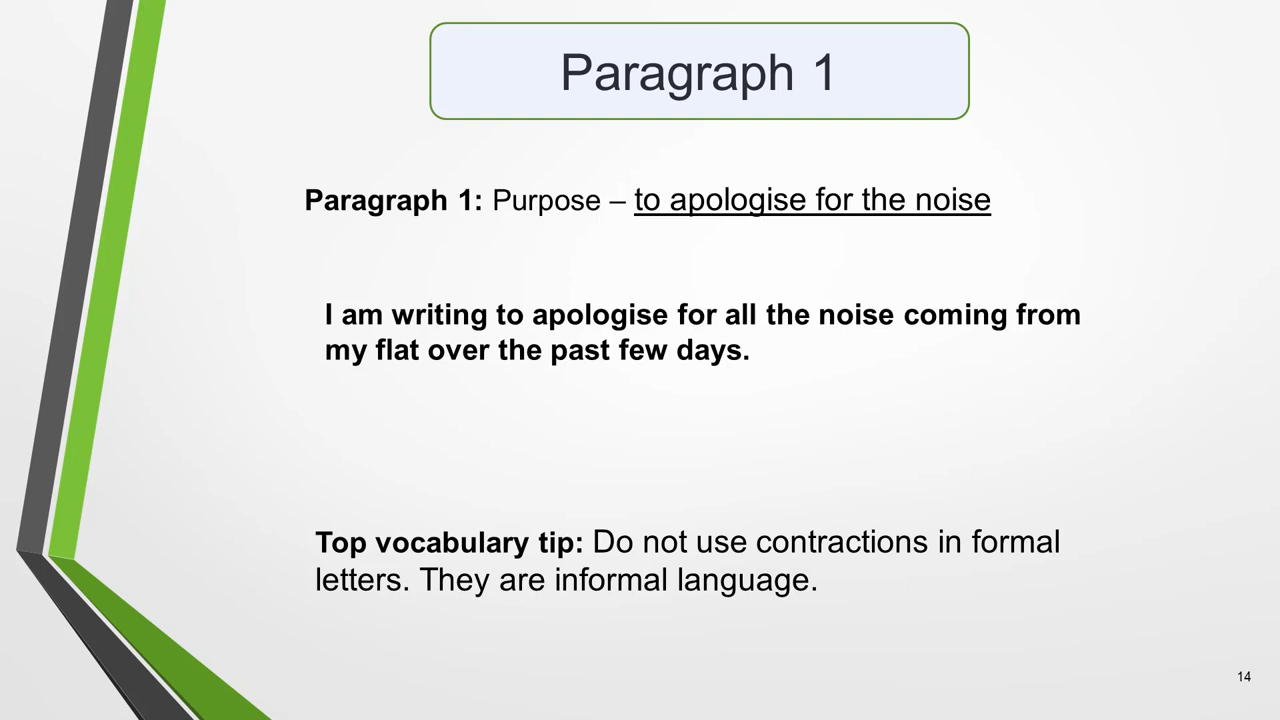 Paragraph 1
Paragraph 1: Purpose – to apologise for the noise
I am writing to apologise for all the noise coming from
my flat over the past few days.
Top vocabulary tip: Do not use contractions in formal
letters. They are informal language.
14